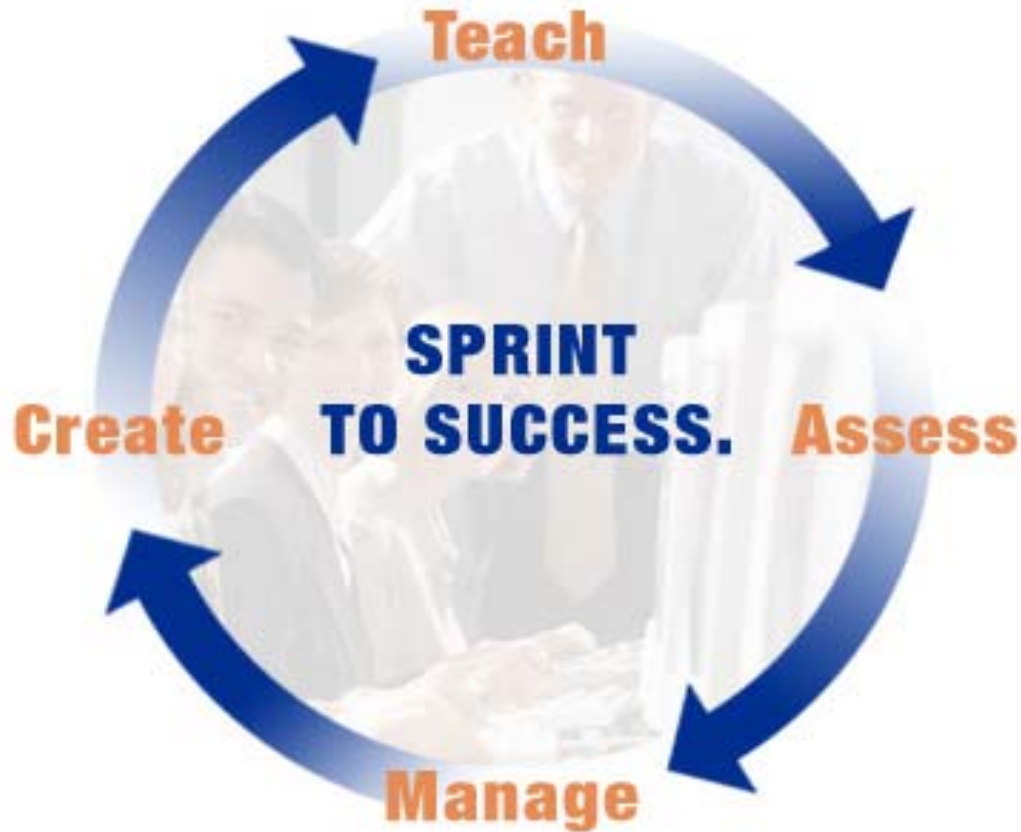 Teach
SPRINT
TO SUCCESS.
Create
Assess
Manage